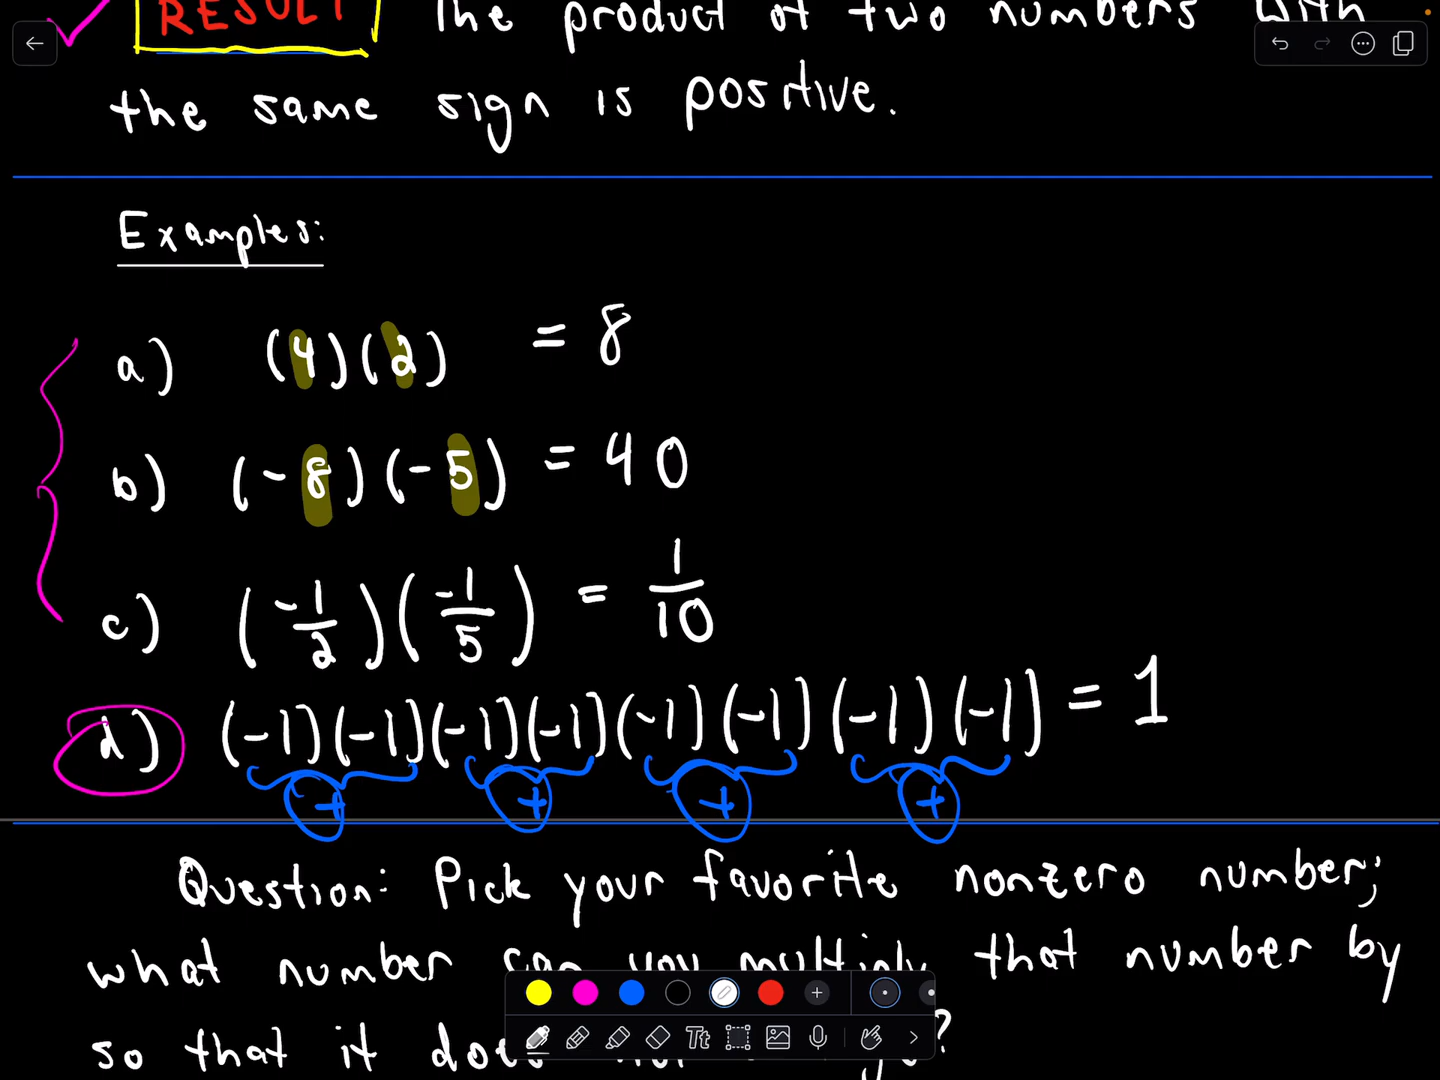 RESULT The product of two numbers with
the same sign is positive.
Examples:
a) (4)(2) = 8
b) (-8)(-5) = 40
c) (-1/2)(-1/5) = 1/10
d) (-1)(-1)(-1)(-1)(-1)(-1)(-1)(-1) = 1
+ + + +
Question: Pick your favorite nonzero number;
what number can you multiply that number by
so that it does ?
Tt